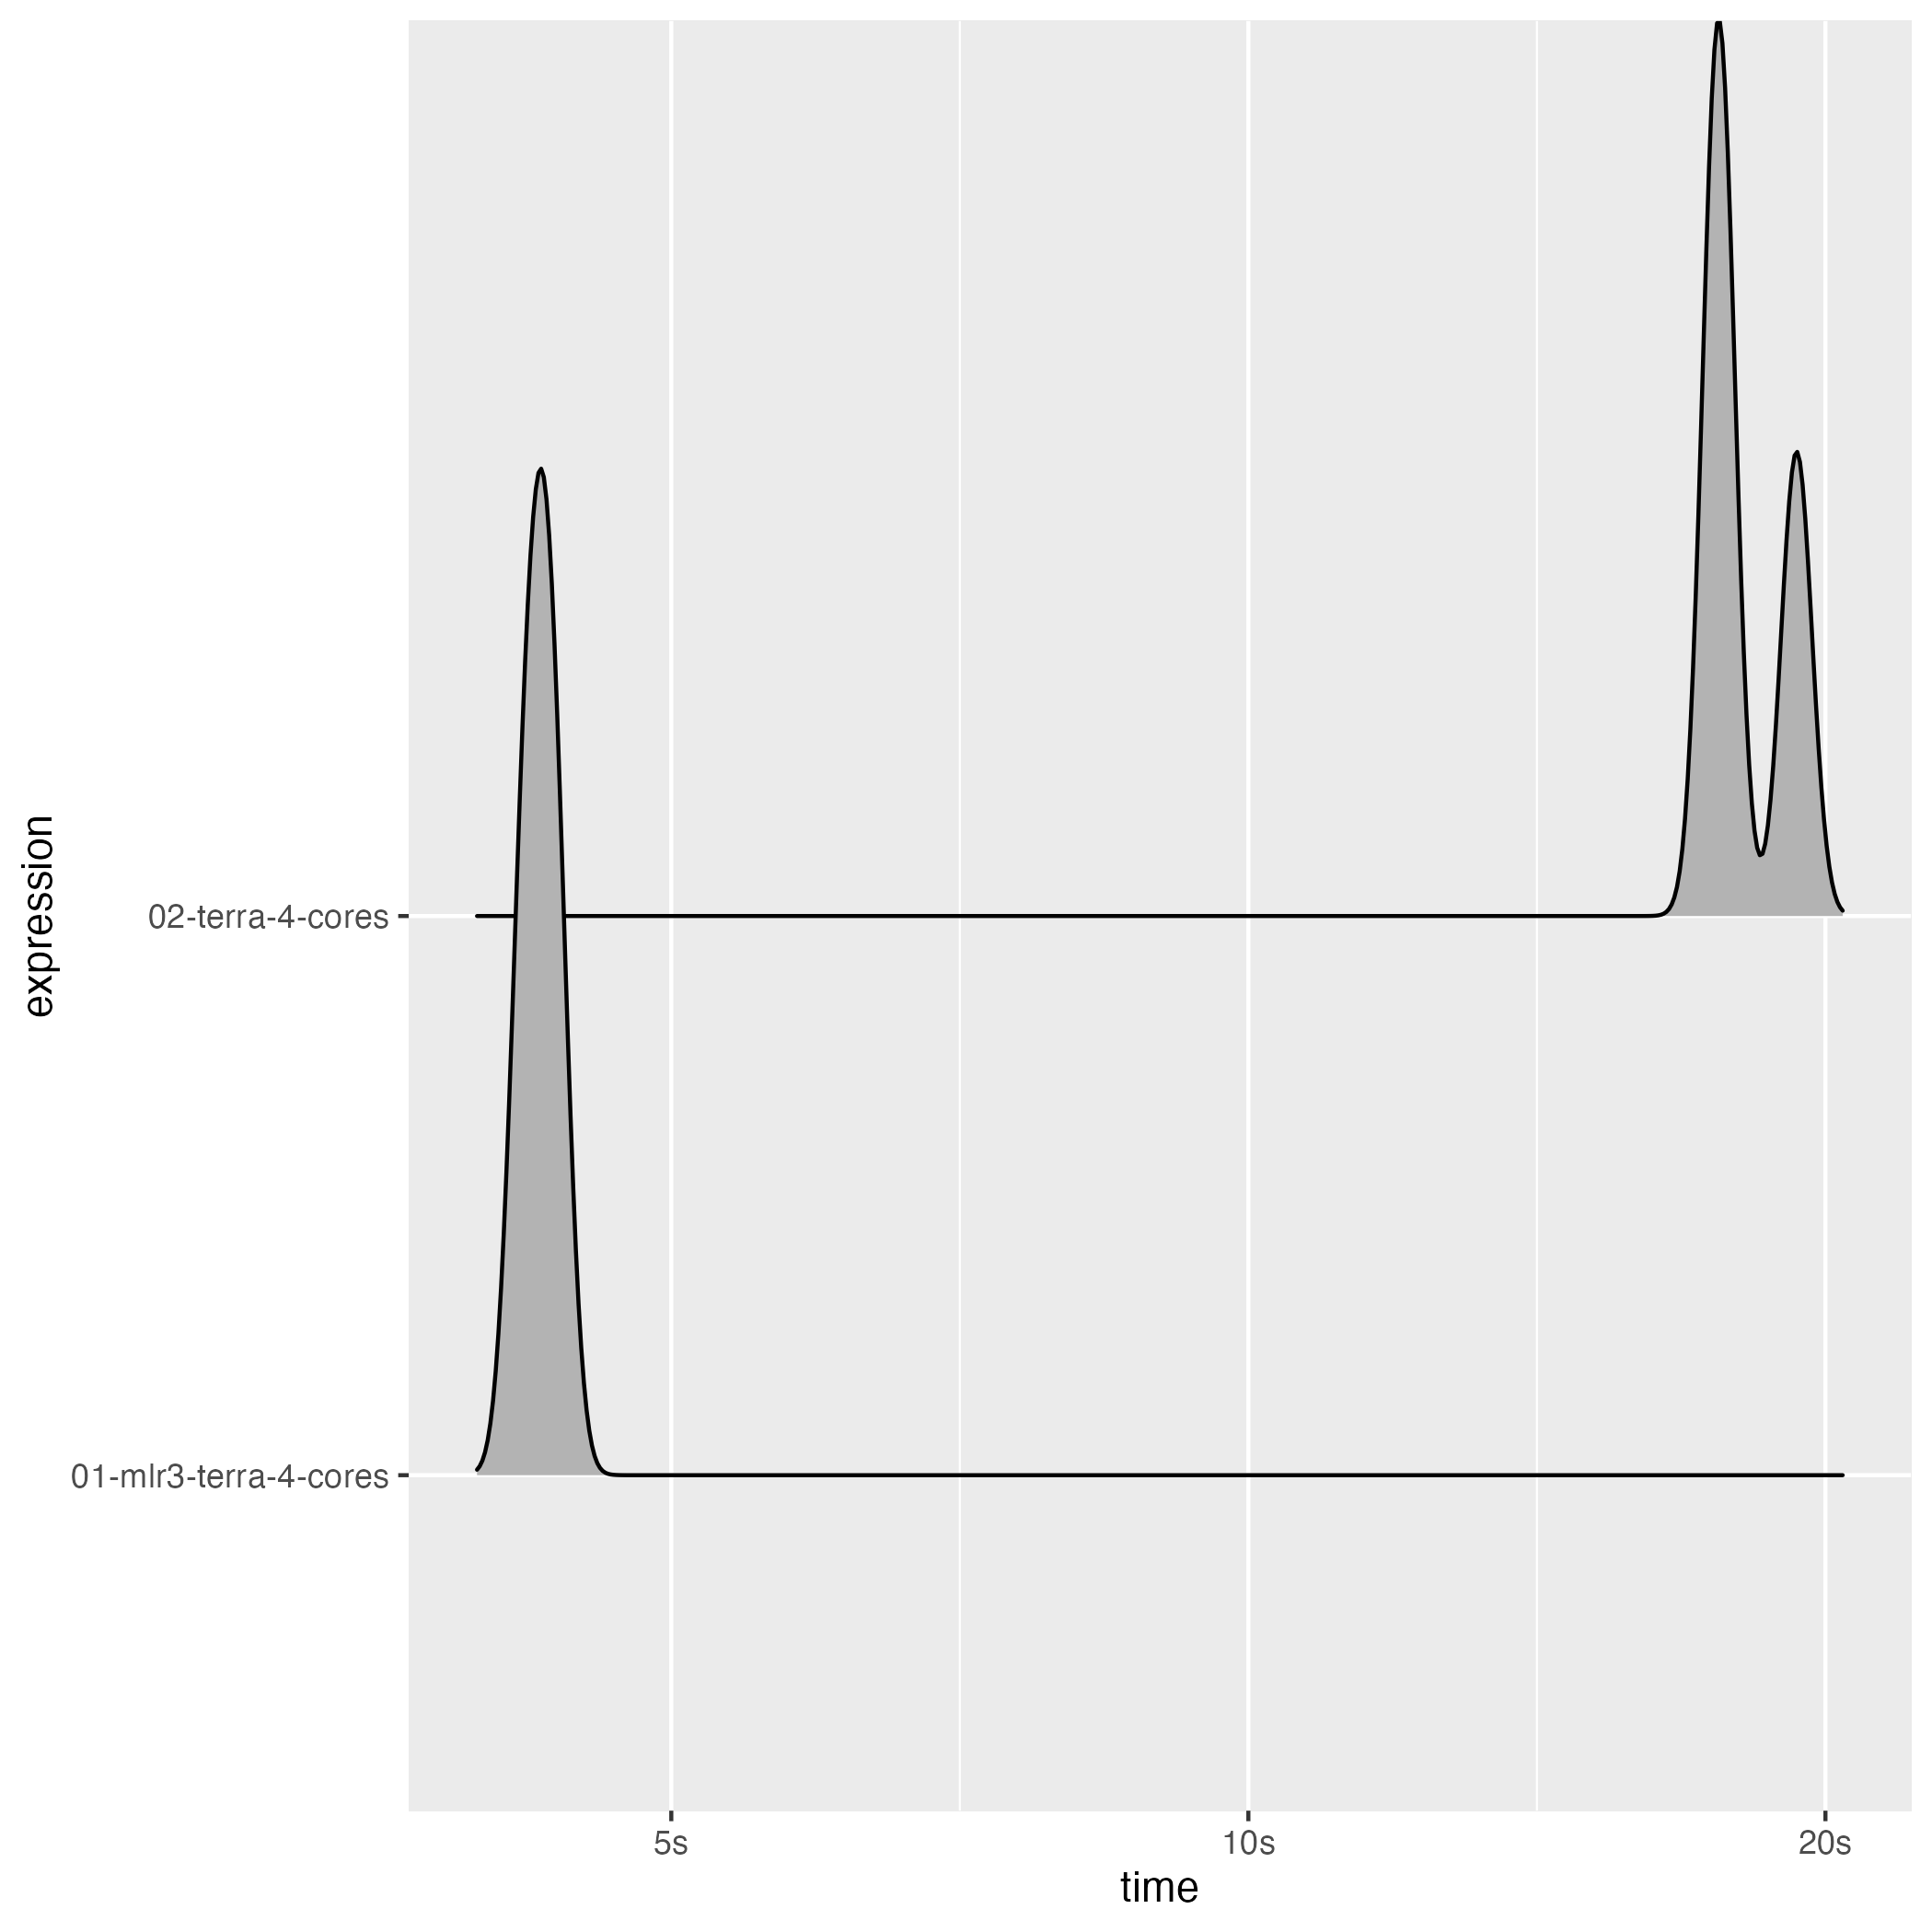 expression
02-terra-4-cores
01-mlr3-terra-4-cores
5s 10s 20s
time